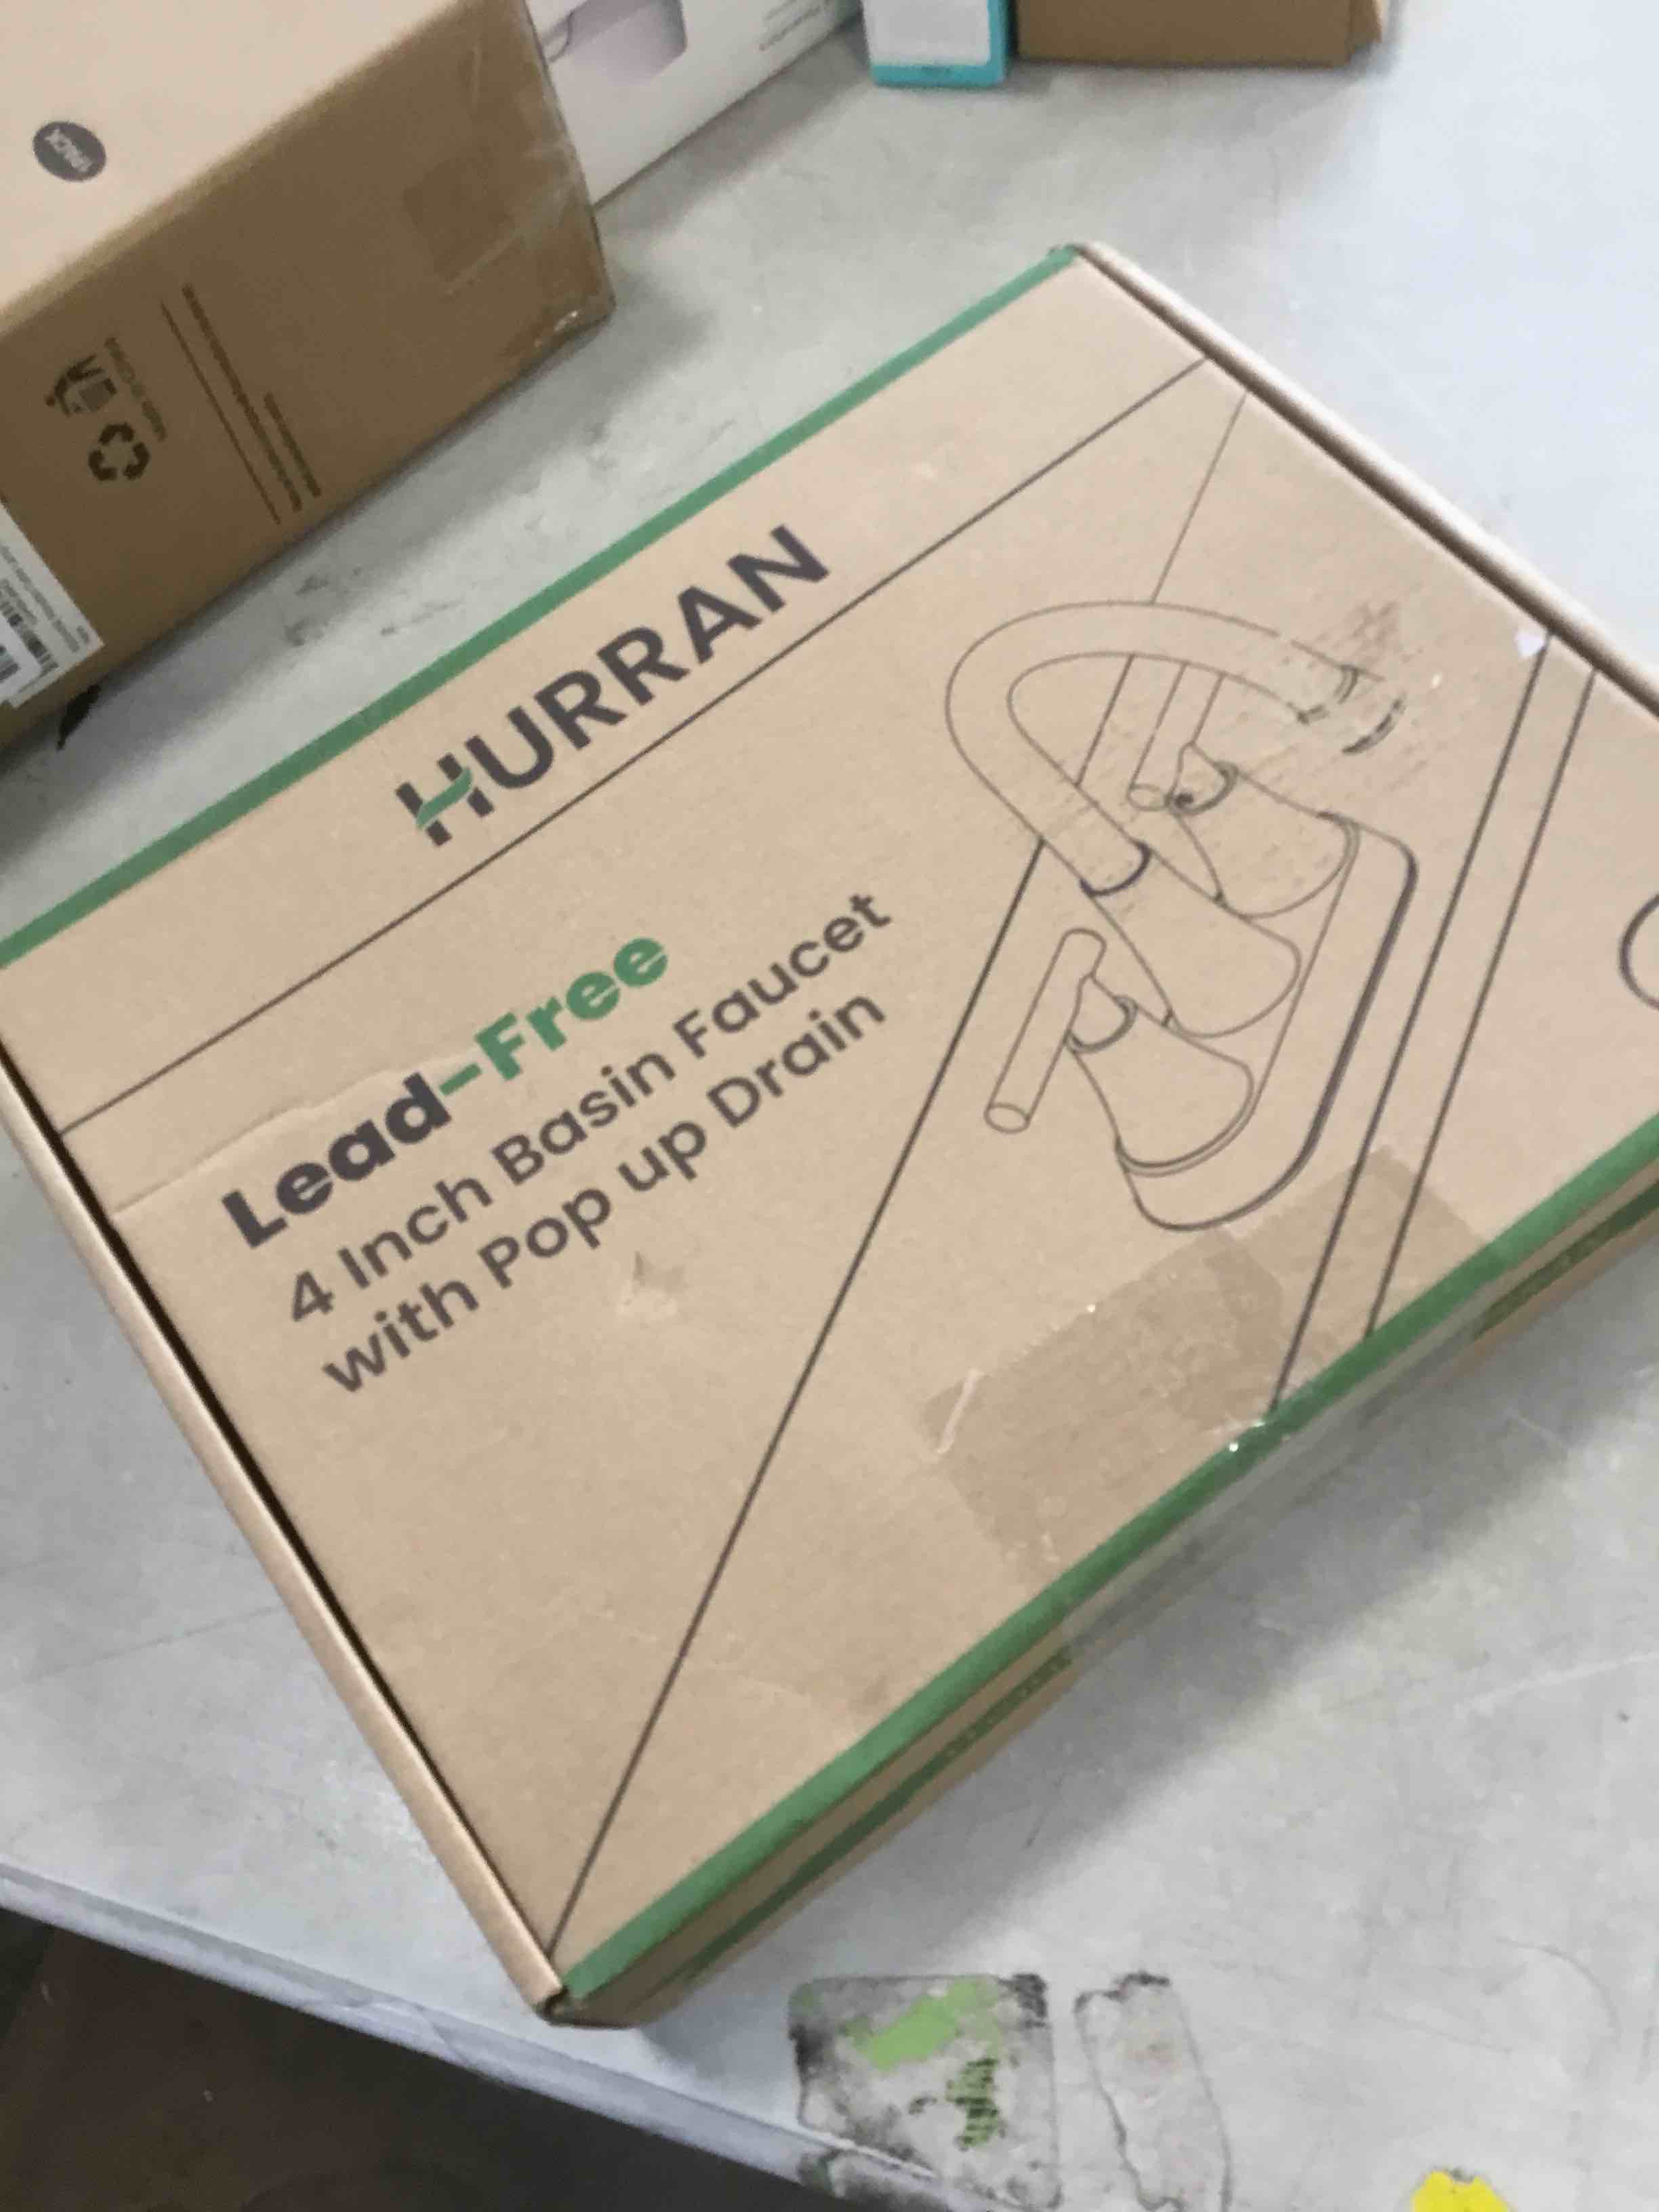 HURRAN
Lead-Free
4 Inch Basin Faucet
with Pop up Drain